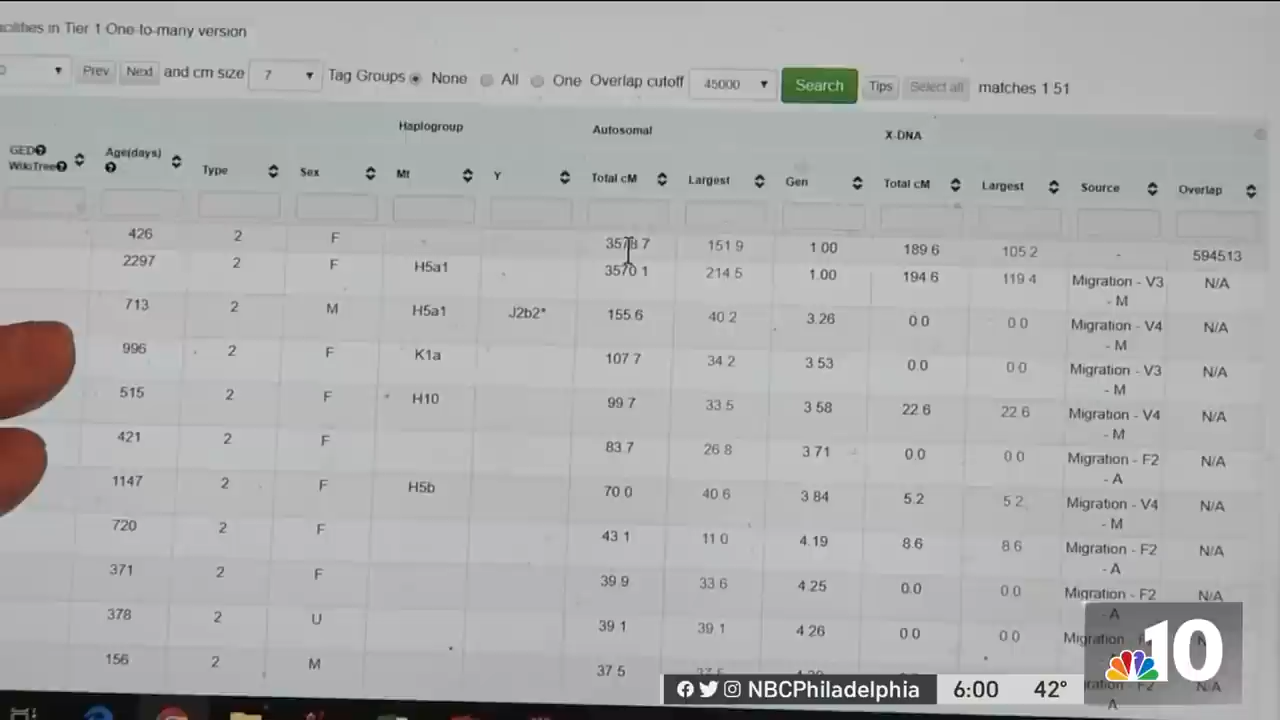 in Tier 1 One-to-many version
Prev Next and cm size 7 Tag Groups None All One Overlap cutoff 45000 Search Tips Select all matches 1 51
Haplogroup Autosomal X-DNA
GED WikiTree Age(days) Type Sex Mt Y Total cM Largest Gen Total cM Largest Source Overlap
426 2 F - 3578 7 151 9 1.00 189 6 105 2 - 594513
2297 2 F H5a1 3570 1 214 5 1.00 194 6 119 4 Migration - V3 - M N/A
713 2 M H5a1 J2b2* 155 6 40 2 3.26 0 0 0 0 Migration - V4 - M N/A
996 2 F K1a 107 7 34 2 3 53 0.0 0 0 Migration - V3 - M N/A
515 2 F H10 99 7 33 5 3 58 22 6 22 6 Migration - V4 - M N/A
421 2 F 83 7 26 8 3 71 0.0 0 0 Migration - F2 - A N/A
1147 2 F H5b 70 0 40 6 3 84 5.2 5 2 Migration - V4 - M N/A
720 2 F 43 1 11 0 4.19 8.6 8 6 Migration - F2 - A N/A
371 2 F 39 9 33 6 4.25 0.0 0 0 Migration - F2 - A N/A
378 2 U 39 1 39 1 4 26 0 0 0 0 Migration
156 2 M 37 5 N/A
A
10
NBCPhiladelphia 6:00 42°